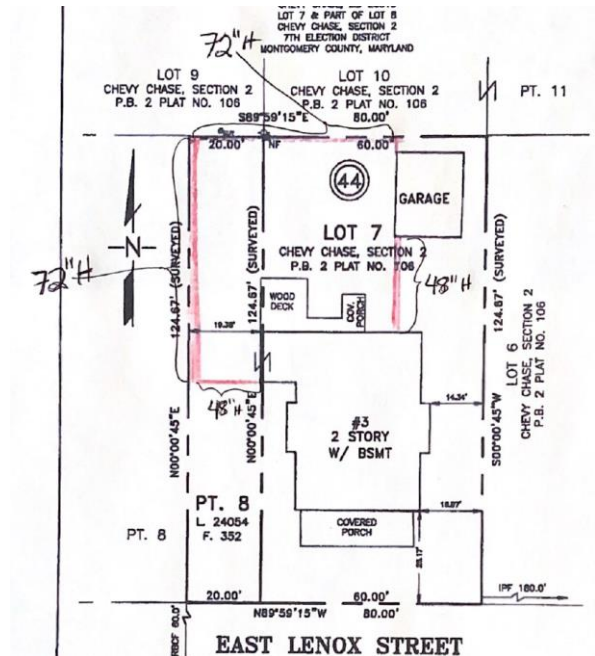 LOT 7 & PART OF LOT 8
CHEVY CHASE, SECTION 2
7TH ELECTION DISTRICT
MONTGOMERY COUNTY, MARYLAND
72"H
LOT 9
CHEVY CHASE, SECTION 2
P.B. 2 PLAT NO. 106
LOT 10
CHEVY CHASE, SECTION 2
P.B. 2 PLAT NO. 106
PT. 11
S89°59'15"E 80.00'
20.00'
NF
60.00'
44
GARAGE
LOT 7
CHEVY CHASE, SECTION 2
P.B. 2 PLAT NO. 106
N
72"H
124.67' (SURVEYED)
124.67' (SURVEYED)
124.67' (SURVEYED)
48"H
WOOD
DECK
COV.
PORCH
LOT 6
CHEVY CHASE, SECTION 2
P.B. 2 PLAT NO. 106
48"H
N00°00'45"E
N00°00'45"E
S00°00'45"W
#3
2 STORY
W/ BSMT
PT. 8
L. 24054
F. 352
PT. 8
COVERED
PORCH
20.00'
60.00'
IPF 180.0'
N89°59'15"W 80.00'
EAST LENOX STREET